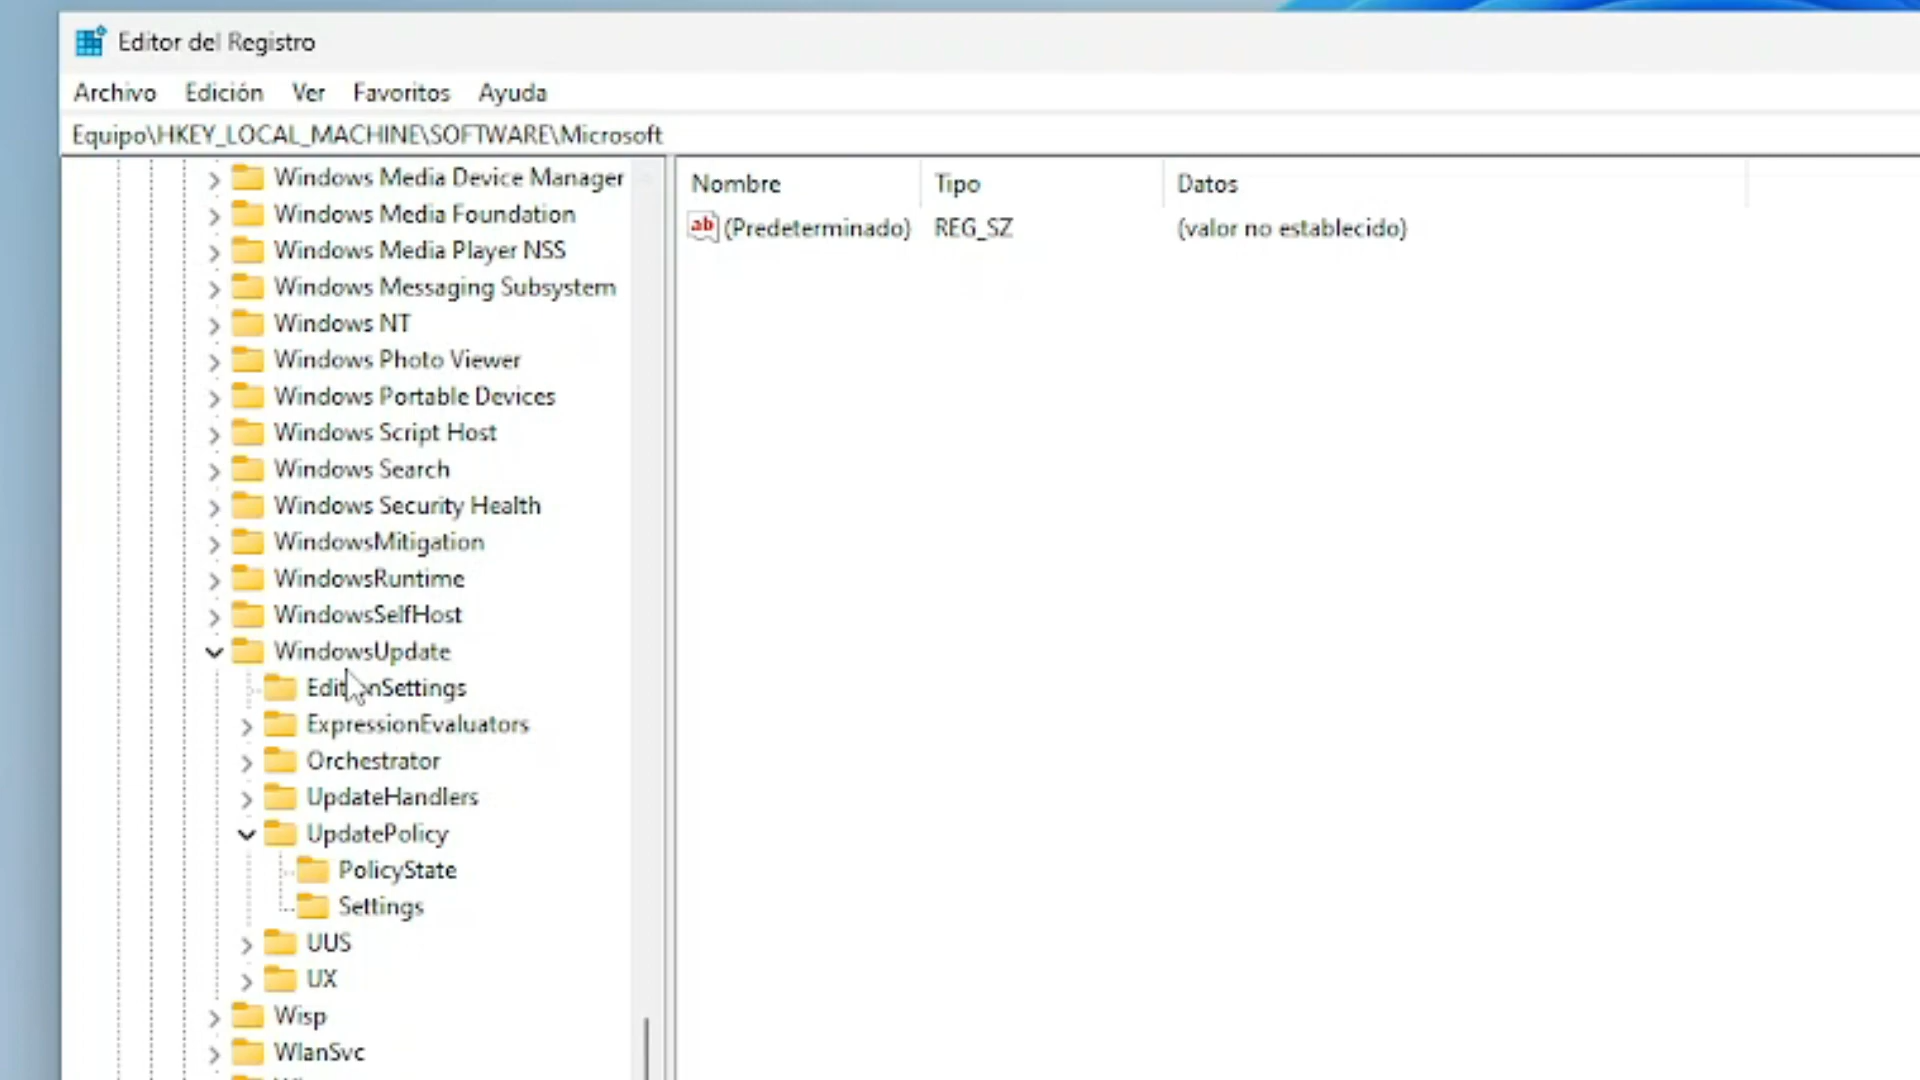 Editor del Registro
Archivo Edición Ver Favoritos Ayuda
Equipo\HKEY_LOCAL_MACHINE\SOFTWARE\Microsoft
Windows Media Device Manager
Windows Media Foundation
Windows Media Player NSS
Windows Messaging Subsystem
Windows NT
Windows Photo Viewer
Windows Portable Devices
Windows Script Host
Windows Search
Windows Security Health
WindowsMitigation
WindowsRuntime
WindowsSelfHost
WindowsUpdate
EditionSettings
ExpressionEvaluators
Orchestrator
UpdateHandlers
UpdatePolicy
PolicyState
Settings
UUS
UX
Wisp
WlanSvc
Nombre Tipo Datos
ab (Predeterminado) REG_SZ (valor no establecido)